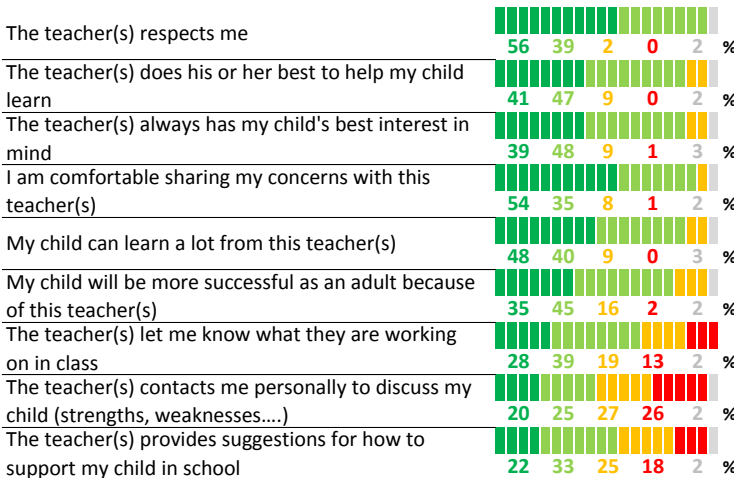 The teacher(s) respects me
56 39 2 0 2 %
The teacher(s) does his or her best to help my child
learn
41 47 9 0 2 %
The teacher(s) always has my child's best interest in
mind
39 48 9 1 3 %
I am comfortable sharing my concerns with this
teacher(s)
54 35 8 1 2 %
My child can learn a lot from this teacher(s)
48 40 9 0 3 %
My child will be more successful as an adult because
of this teacher(s)
35 45 16 2 2 %
The teacher(s) let me know what they are working
on in class
28 39 19 13 2 %
The teacher(s) contacts me personally to discuss my
child (strengths, weaknesses....)
20 25 27 26 2 %
The teacher(s) provides suggestions for how to
support my child in school
22 33 25 18 2 %